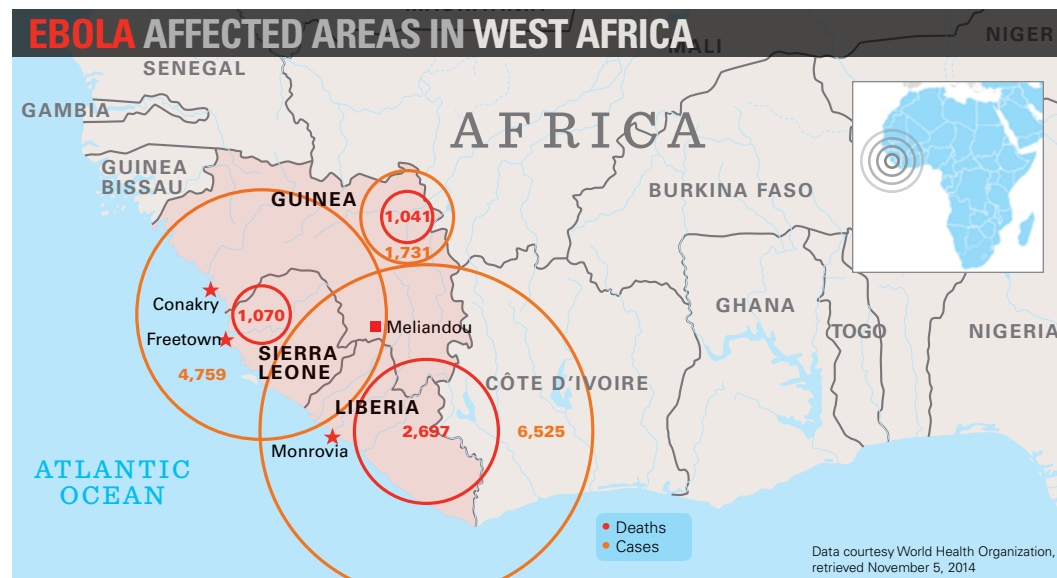 EBOLA AFFECTED AREAS IN WEST AFRICA
MALI
NIGER
SENEGAL
GAMBIA
AFRICA
GUINEA
BISSAU
BURKINA FASO
GUINEA
1,041
1,731
Conakry
1,070
GHANA
Freetown
Meliandou
TOGO
NIGERIA
SIERRA
LEONE
4,759
CÔTE D'IVOIRE
LIBERIA
2,697
6,525
Monrovia
ATLANTIC
OCEAN
Deaths
Cases
Data courtesy World Health Organization,
retrieved November 5, 2014